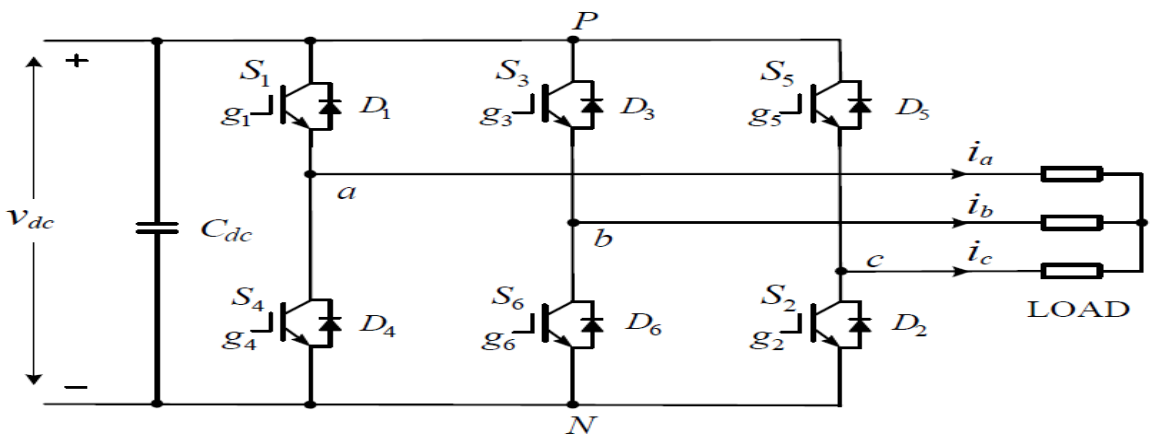 P
+
S1 S3 S5
g1 D1 g3 D3 g5 D5
ia
a
vdc Cdc b ib
c ic
S4 S6 S2 LOAD
g4 D4 g6 D6 g2 D2
−
N